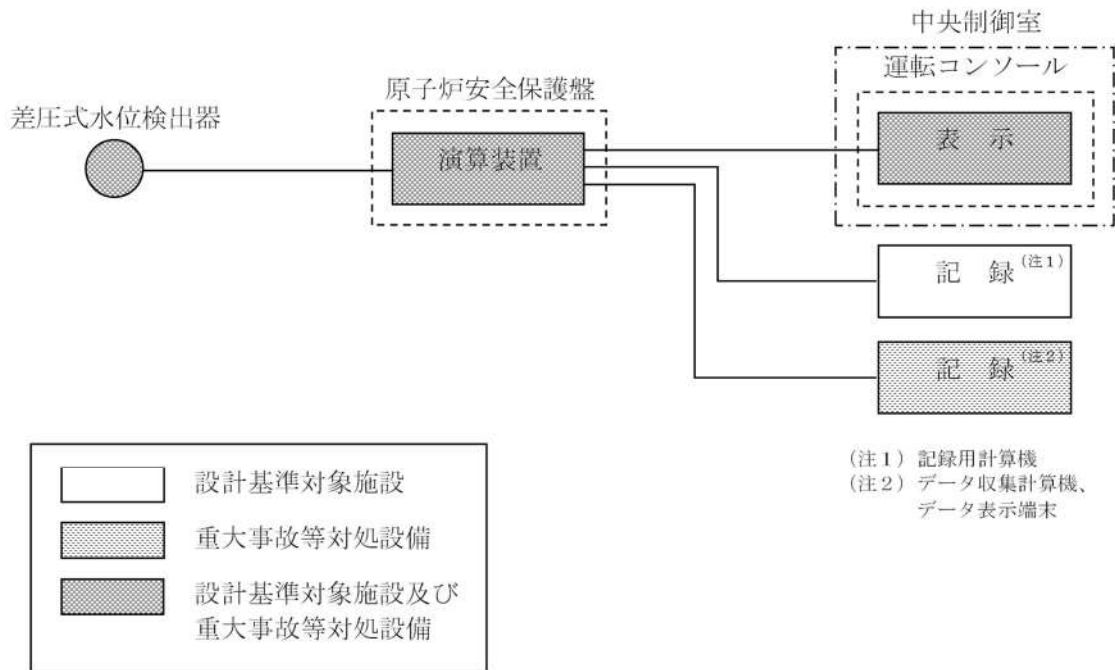 中央制御室
運転コンソール
原子炉安全保護盤
差圧式水位検出器
演算装置
表 示
記 録(注1)
記 録(注2)
(注1) 記録用計算機
(注2) データ収集計算機、
データ表示端末
設計基準対象施設
重大事故等対処設備
設計基準対象施設及び
重大事故等対処設備